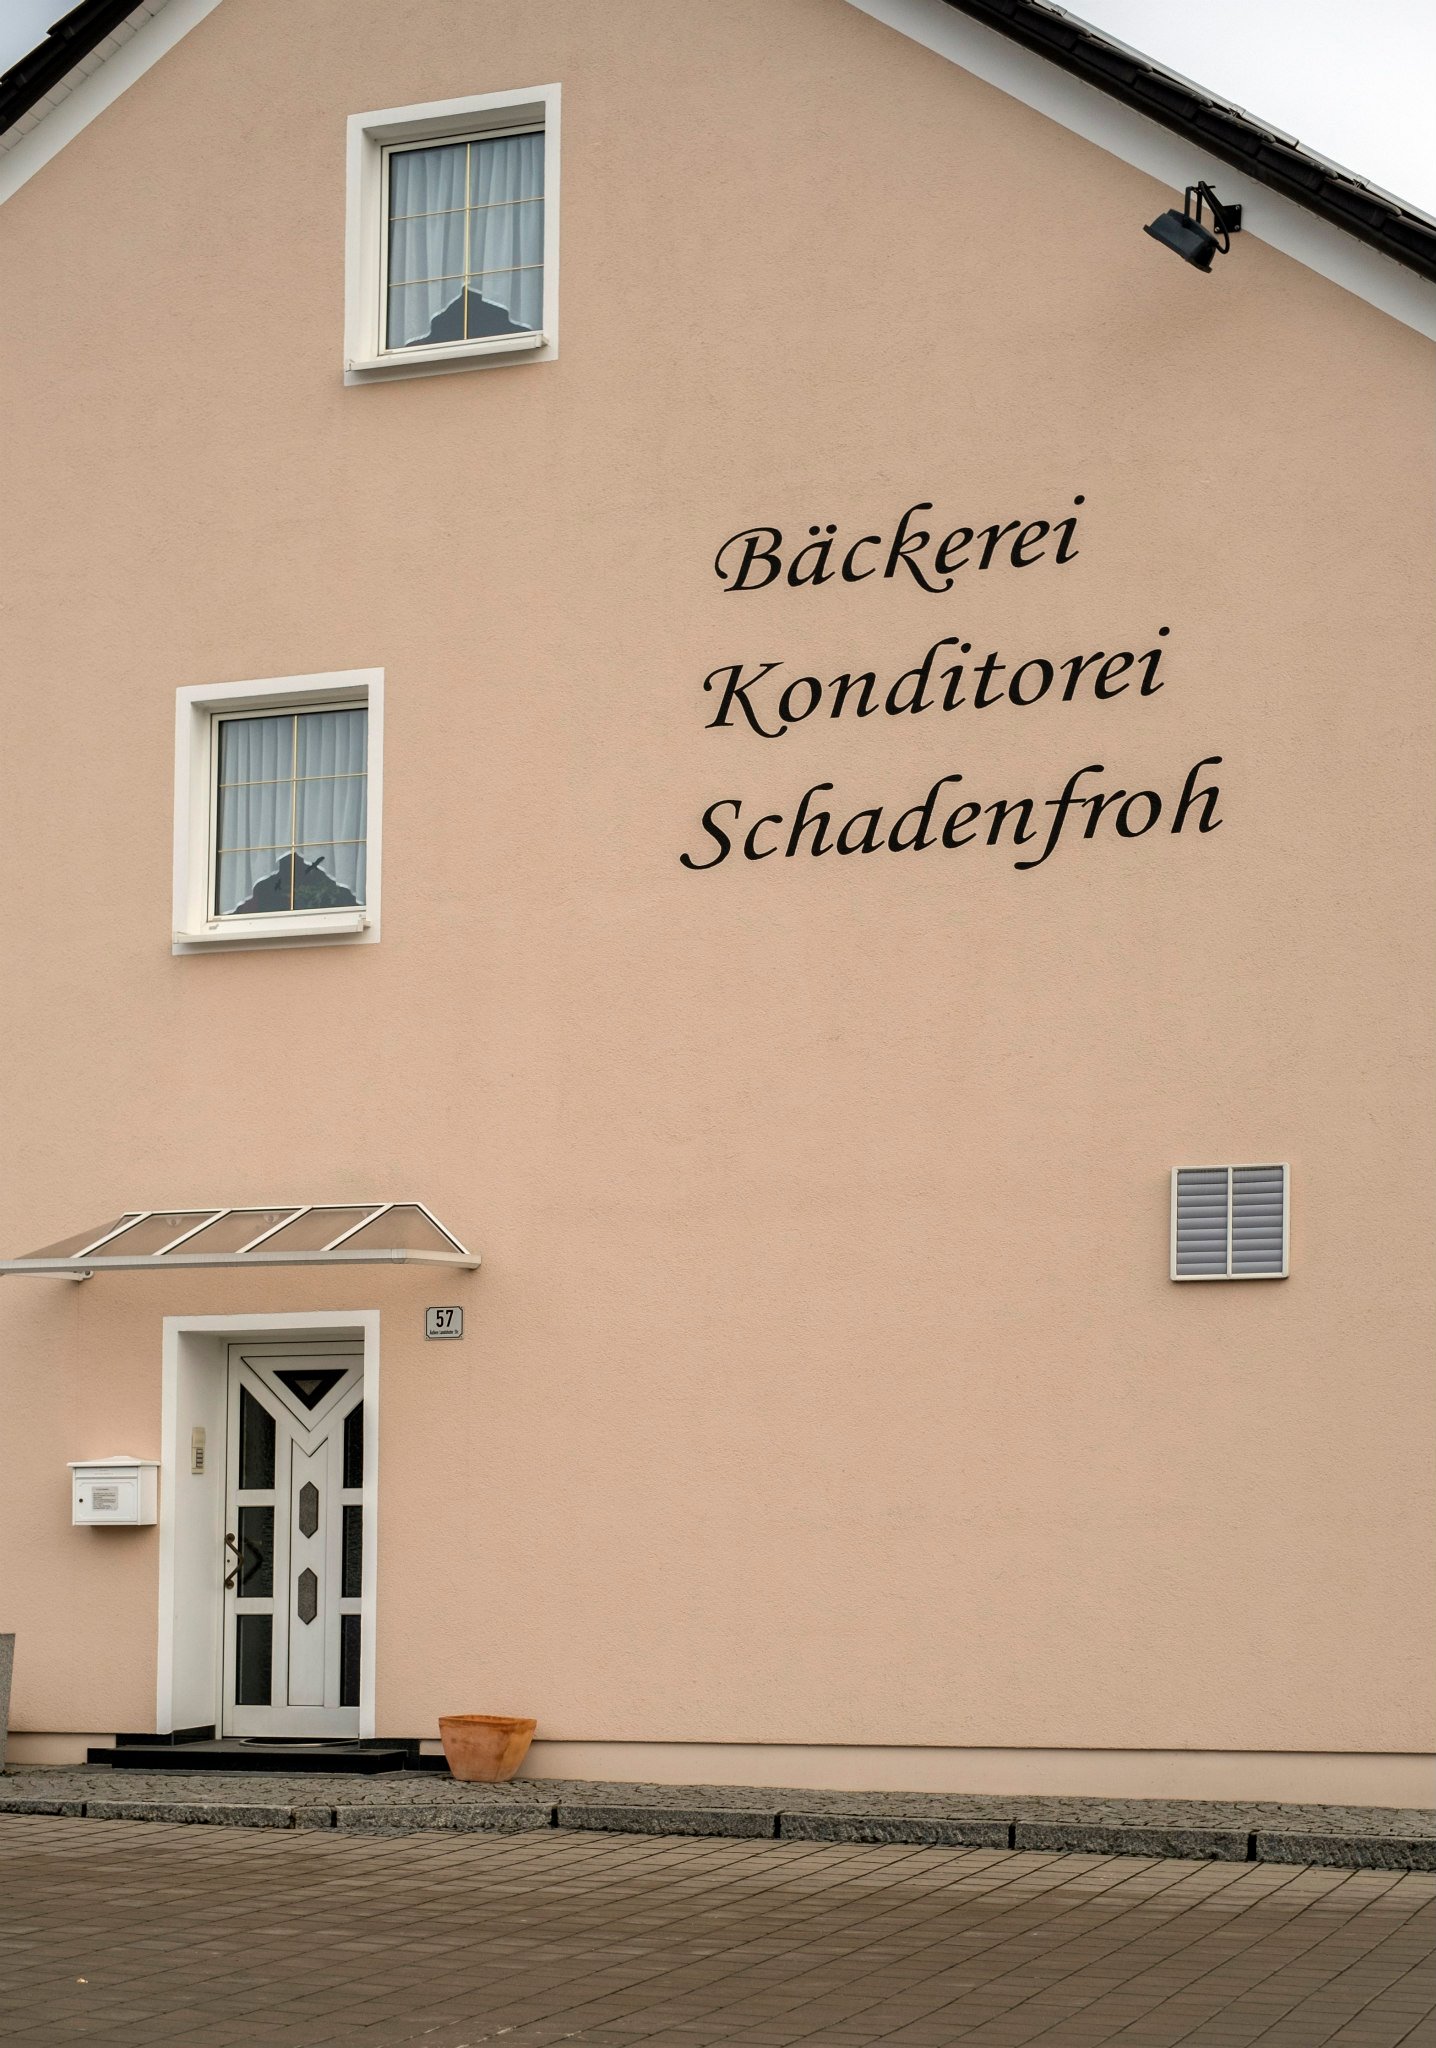 Bäckerei
Konditorei
Schadenfroh
57